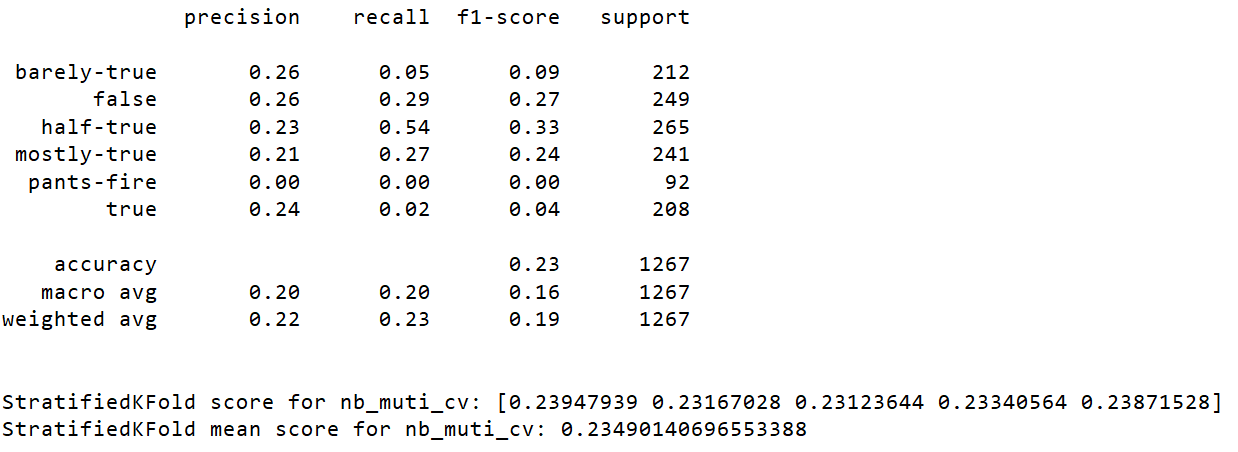 precision recall f1-score support
barely-true 0.26 0.05 0.09 212
false 0.26 0.29 0.27 249
half-true 0.23 0.54 0.33 265
mostly-true 0.21 0.27 0.24 241
pants-fire 0.00 0.00 0.00 92
true 0.24 0.02 0.04 208
accuracy 0.23 1267
macro avg 0.20 0.20 0.16 1267
weighted avg 0.22 0.23 0.19 1267
StratifiedKFold score for nb_muti_cv: [0.23947939 0.23167028 0.23123644 0.23340564 0.23871528]
StratifiedKFold mean score for nb_muti_cv: 0.23490140696553388